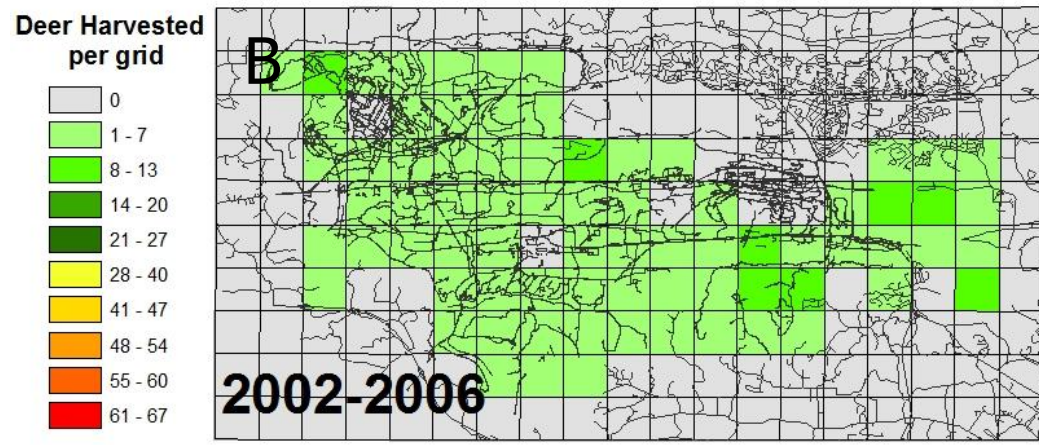 Deer Harvested
per grid
0
1 - 7
8 - 13
14 - 20
21 - 27
28 - 40
41 - 47
48 - 54
55 - 60
61 - 67
B
2002-2006